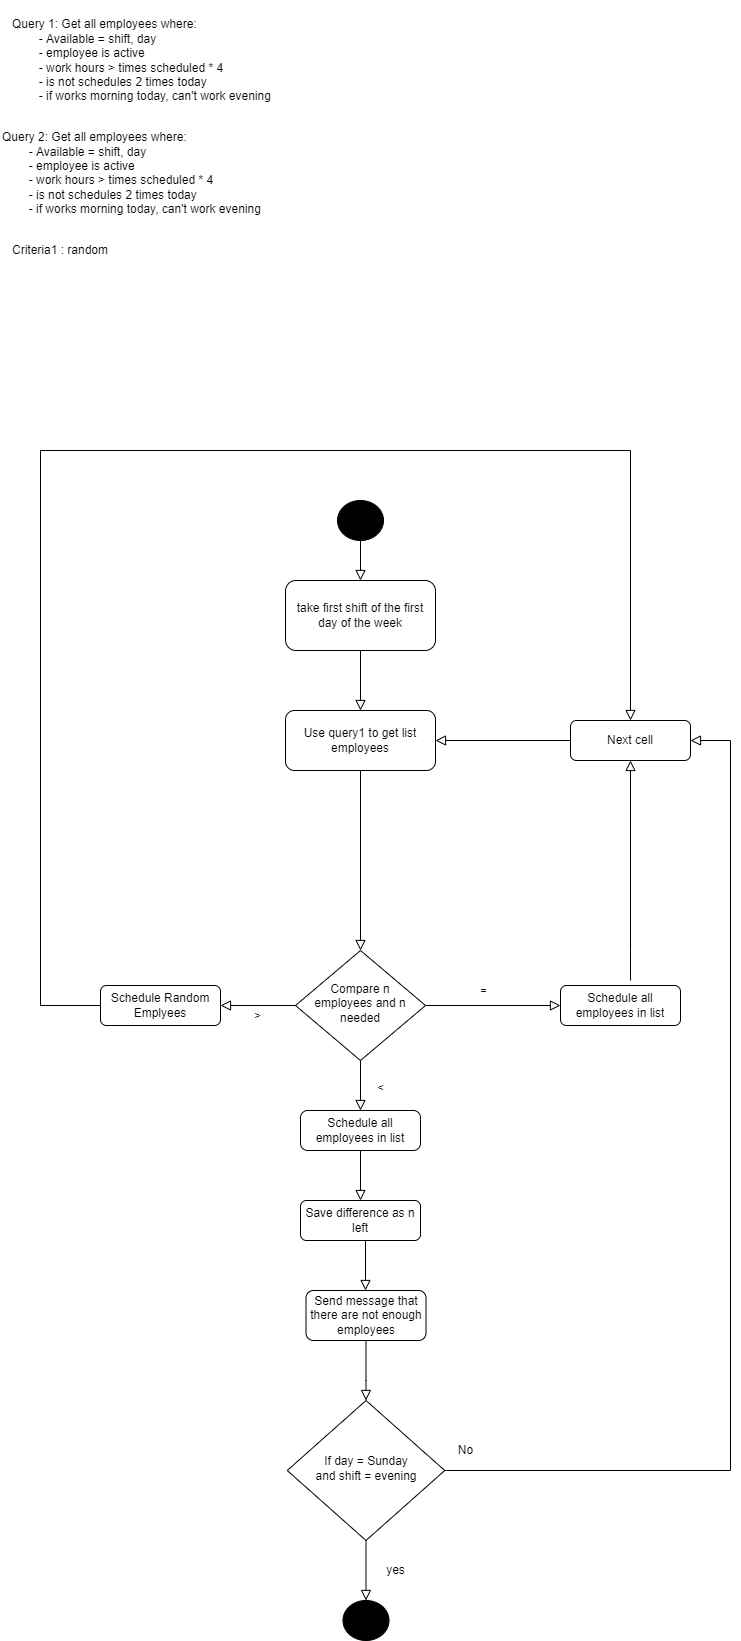 Query 1: Get all employees where:
- Available = shift, day
- employee is active
- work hours > times scheduled * 4
- is not schedules 2 times today
- if works morning today, can't work evening
Query 2: Get all employees where:
- Available = shift, day
- employee is active
- work hours > times scheduled * 4
- is not schedules 2 times today
- if works morning today, can't work evening
Criteria1 : random
take first shift of the first
day of the week
Use query1 to get list
employees
Next cell
Compare n
employees and n
needed
=
>
<
Schedule Random
Emplyees
Schedule all
employees in list
Schedule all
employees in list
Save difference as n
left
Send message that
there are not enough
employees
If day = Sunday
and shift = evening
No
yes